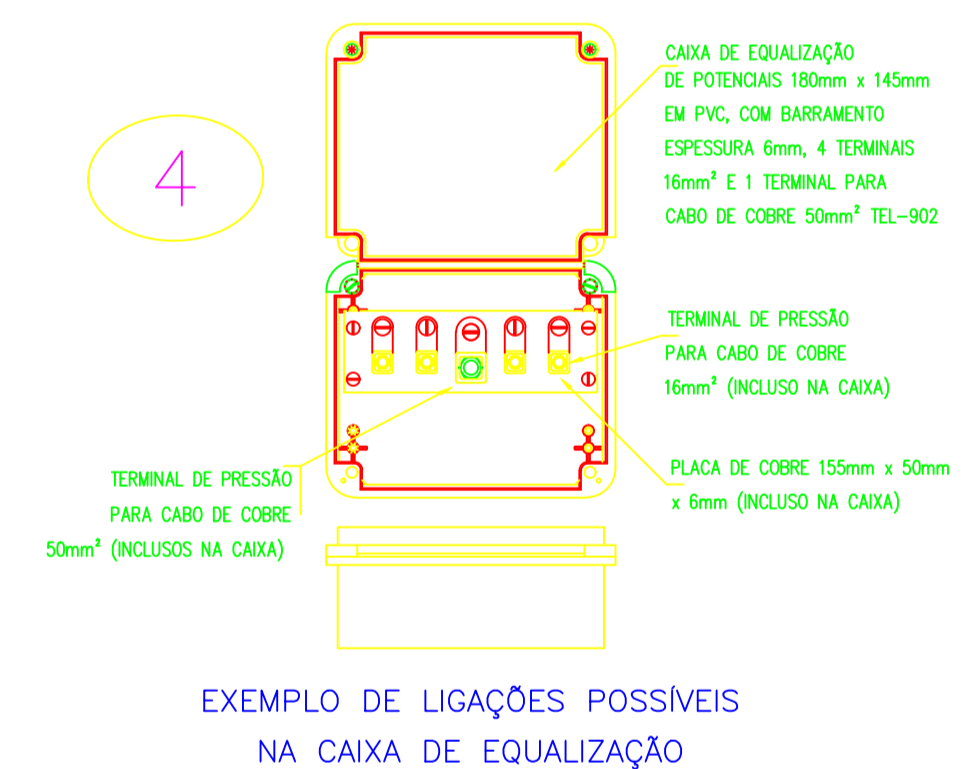 4
CAIXA DE EQUALIZAÇÃO
DE POTENCIAIS 180mm x 145mm
EM PVC, COM BARRAMENTO
ESPESSURA 6mm, 4 TERMINAIS
16mm² E 1 TERMINAL PARA
CABO DE COBRE 50mm² TEL-902
TERMINAL DE PRESSÃO
PARA CABO DE COBRE
16mm² (INCLUSO NA CAIXA)
PLACA DE COBRE 155mm x 50mm
x 6mm (INCLUSO NA CAIXA)
TERMINAL DE PRESSÃO
PARA CABO DE COBRE
50mm² (INCLUSOS NA CAIXA)
EXEMPLO DE LIGAÇÕES POSSÍVEIS
NA CAIXA DE EQUALIZAÇÃO